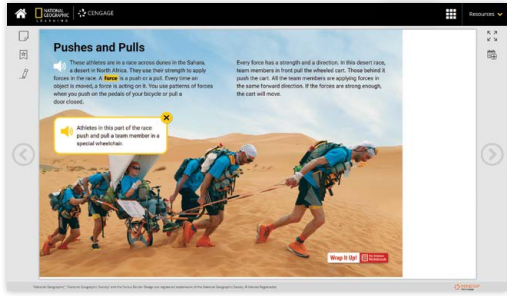 NATIONAL
GEOGRAPHIC
LEARNING
CENGAGE
Resources
Pushes and Pulls
These athletes are in a race across dunes in the Sahara,
a desert in North Africa. They use their strength to apply
forces in the race. A force is a push or a pull. Every time an
object is moved, a force is acting on it. You use patterns of forces
when you push on the pedals of your bicycle or pull a
door closed.
Every force has a strength and a direction. In this desert race,
team members in front pull the wheeled cart. Those behind it
push the cart. All the team members are applying forces in
the same forward direction. If the forces are strong enough,
the cart will move.
Athletes in this part of the race
push and pull a team member in a
special wheelchair.
Wrap It Up!